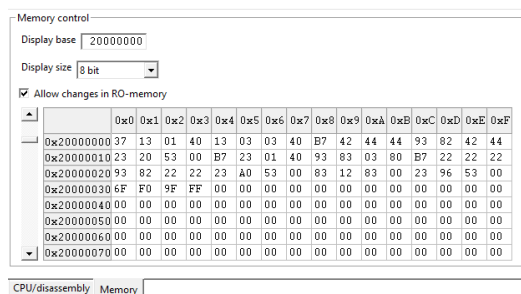 Memory control
Display base 20000000
Display size 8 bit
Allow changes in RO-memory
0x0 0x1 0x2 0x3 0x4 0x5 0x6 0x7 0x8 0x9 0xA 0xB 0xC 0xD 0xE 0xF
0x20000000 37 13 01 40 13 03 03 40 B7 42 44 44 93 82 42 44
0x20000010 23 20 53 00 B7 23 01 40 93 83 03 80 B7 22 22 22
0x20000020 93 82 22 22 23 A0 53 00 83 12 83 00 23 96 53 00
0x20000030 6F F0 9F FF 00 00 00 00 00 00 00 00 00 00 00 00
0x20000040 00 00 00 00 00 00 00 00 00 00 00 00 00 00 00 00
0x20000050 00 00 00 00 00 00 00 00 00 00 00 00 00 00 00 00
0x20000060 00 00 00 00 00 00 00 00 00 00 00 00 00 00 00 00
0x20000070 00 00 00 00 00 00 00 00 00 00 00 00 00 00 00 00
CPU/disassembly Memory